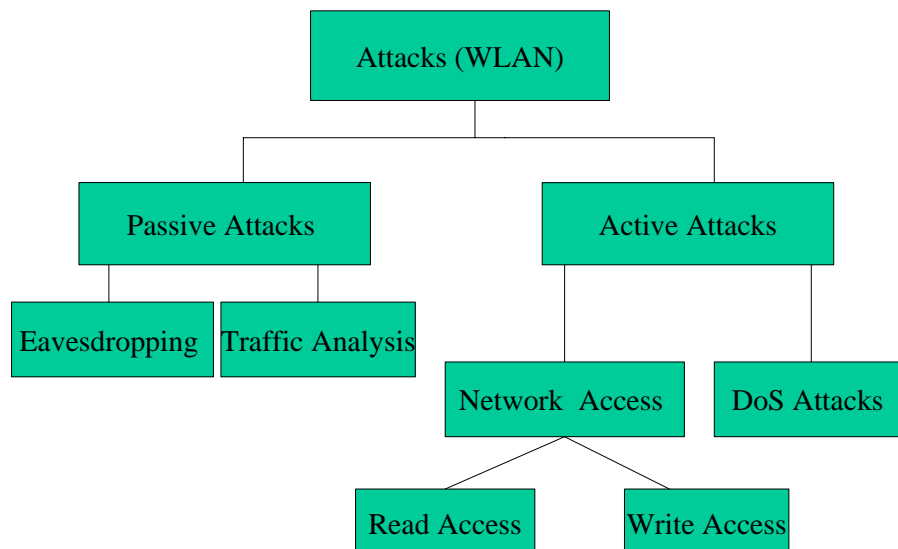 Attacks (WLAN)
Passive Attacks
Active Attacks
Eavesdropping
Traffic Analysis
Network Access
DoS Attacks
Read Access
Write Access